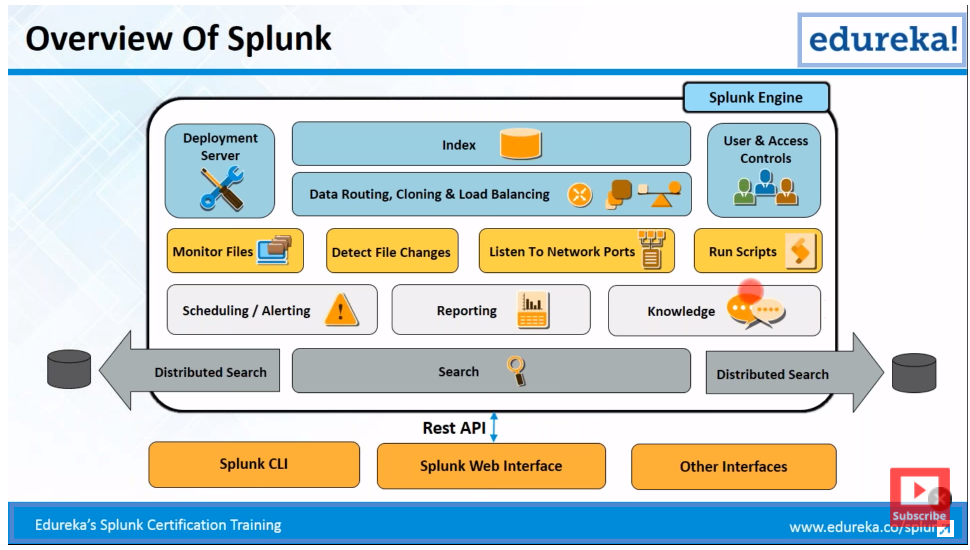 Overview Of Splunk
edureka!
Splunk Engine
Deployment
Server
Index
User & Access
Controls
Data Routing, Cloning & Load Balancing
Monitor Files
Detect File Changes
Listen To Network Ports
Run Scripts
Scheduling / Alerting
Reporting
Knowledge
Distributed Search
Search
Distributed Search
Rest API
Splunk CLI
Splunk Web Interface
Other Interfaces
Subscribe
Edureka's Splunk Certification Training
www.edureka.co/splunk